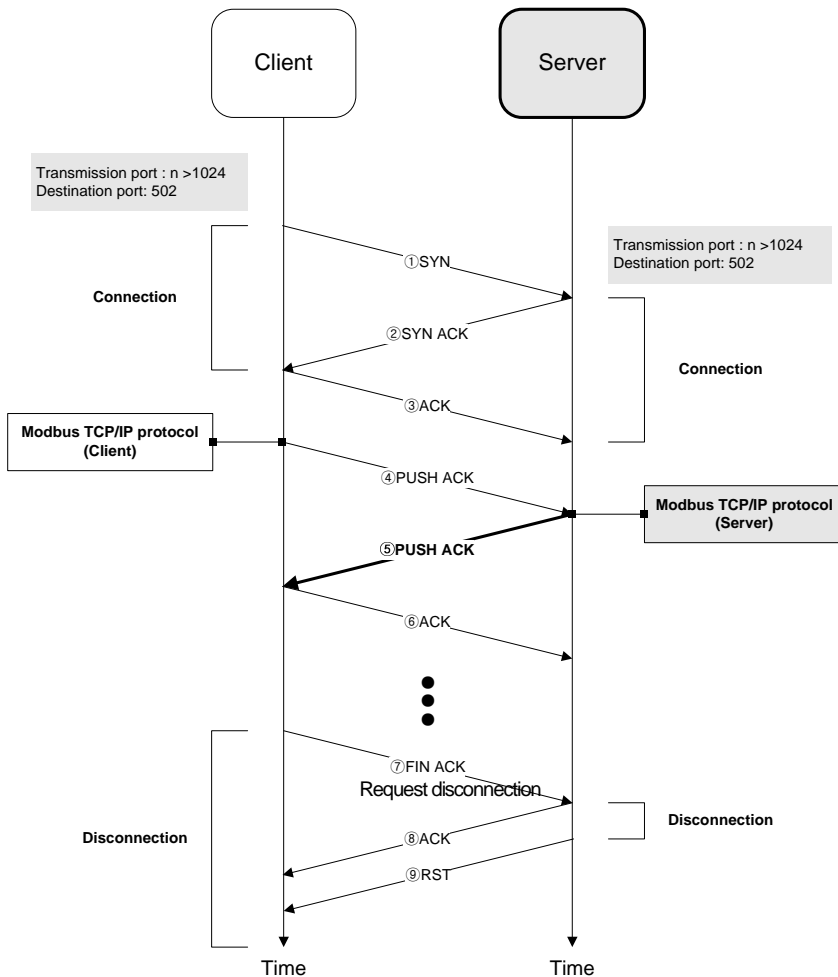 Client
Server
Transmission port : n >1024
Destination port: 502
Transmission port : n >1024
Destination port: 502
①SYN
Connection
②SYN ACK
Connection
③ACK
Modbus TCP/IP protocol
(Client)
④PUSH ACK
Modbus TCP/IP protocol
(Server)
⑤PUSH ACK
⑥ACK
⑦FIN ACK
Request disconnection
Disconnection
Disconnection
⑧ACK
⑨RST
Time
Time